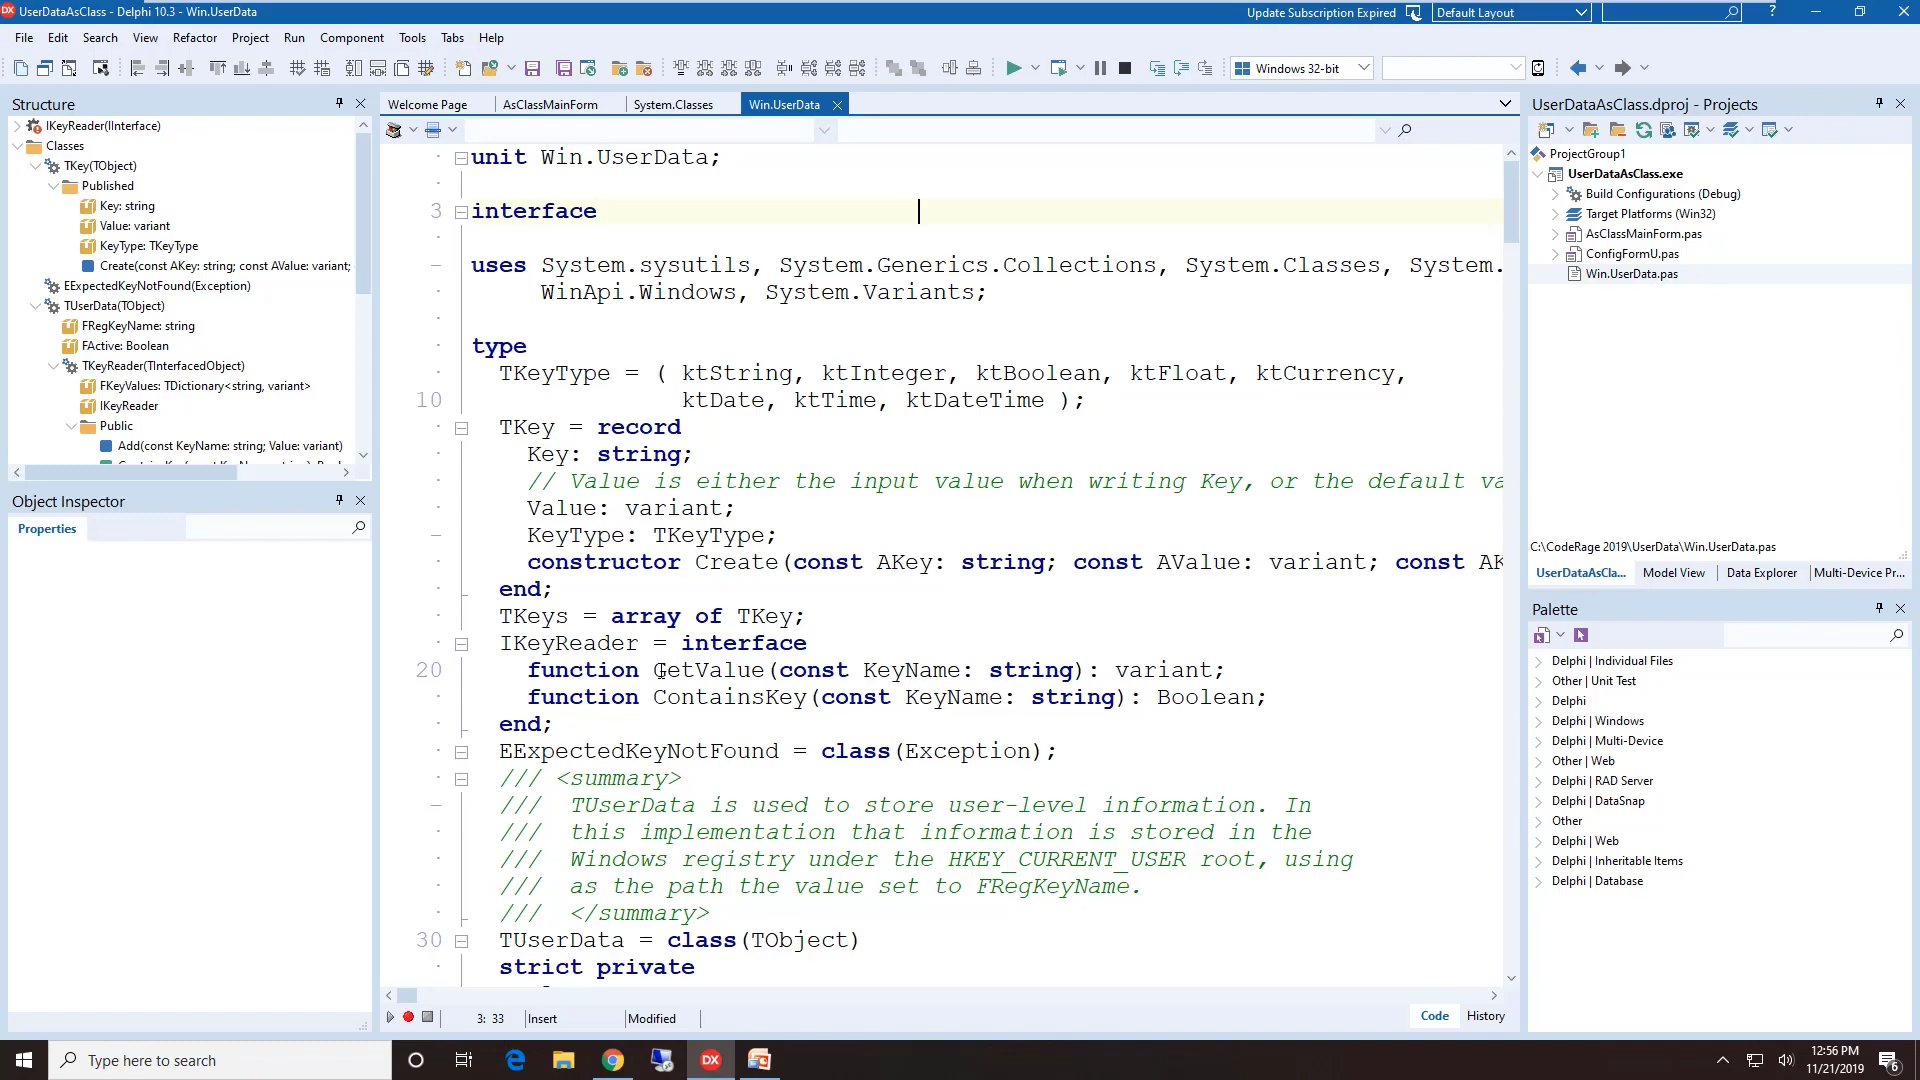 UserDataAsClass - Delphi 10.3 - Win.UserData
Update Subscription Expired
Default Layout
?
File Edit Search View Refactor Project Run Component Tools Tabs Help
Windows 32-bit
Structure
IKeyReader(IInterface)
Classes
TKey(TObject)
Published
Key: string
Value: variant
KeyType: TKeyType
Create(const AKey: string; const AValue: variant;
EExpectedKeyNotFound(Exception)
TUserData(TObject)
FRegKeyName: string
FActive: Boolean
TKeyReader(TInterfacedObject)
FKeyValues: TDictionary<string, variant>
IKeyReader
Public
Add(const KeyName: string; Value: variant)
Object Inspector
Properties
Welcome Page AsClassMainForm System.Classes Win.UserData
unit Win.UserData;
3 interface
uses System.sysutils, System.Generics.Collections, System.Classes, System.
WinApi.Windows, System.Variants;
type
TKeyType = ( ktString, ktInteger, ktBoolean, ktFloat, ktCurrency,
10 ktDate, ktTime, ktDateTime );
TKey = record
Key: string;
// Value is either the input value when writing Key, or the default va
Value: variant;
KeyType: TKeyType;
constructor Create(const AKey: string; const AValue: variant; const AK
end;
TKeys = array of TKey;
IKeyReader = interface
20 function GetValue(const KeyName: string): variant;
function ContainsKey(const KeyName: string): Boolean;
end;
EExpectedKeyNotFound = class(Exception);
/// <summary>
/// TUserData is used to store user-level information. In
/// this implementation that information is stored in the
/// Windows registry under the HKEY_CURRENT_USER root, using
/// as the path the value set to FRegKeyName.
/// </summary>
30 TUserData = class(TObject)
strict private
3: 33 Insert Modified
Code History
UserDataAsClass.dproj - Projects
ProjectGroup1
UserDataAsClass.exe
Build Configurations (Debug)
Target Platforms (Win32)
AsClassMainForm.pas
ConfigFormU.pas
Win.UserData.pas
C:\CodeRage 2019\UserData\Win.UserData.pas
UserDataAsCla... Model View Data Explorer Multi-Device Pr...
Palette
Delphi | Individual Files
Other | Unit Test
Delphi
Delphi | Windows
Delphi | Multi-Device
Other | Web
Delphi | RAD Server
Delphi | DataSnap
Other
Delphi | Web
Delphi | Inheritable Items
Delphi | Database
Type here to search
DX
12:56 PM
11/21/2019
6